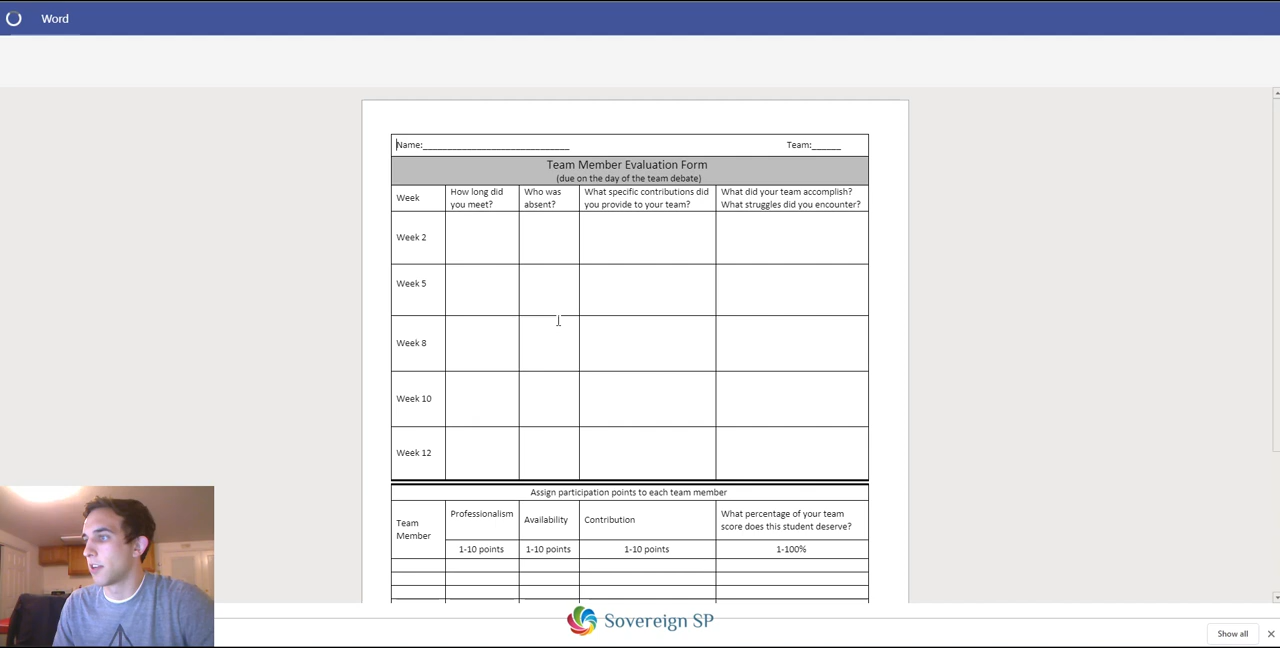 Word
Name:______________________________ Team:______
Team Member Evaluation Form
(due on the day of the team debate)
Week
How long did
you meet?
Who was
absent?
What specific contributions did
you provide to your team?
What did your team accomplish?
What struggles did you encounter?
Week 2
Week 5
Week 8
Week 10
Week 12
Assign participation points to each team member
Team
Member
Professionalism
Availability
Contribution
What percentage of your team
score does this student deserve?
1-10 points
1-10 points
1-10 points
1-100%
Sovereign SP
Show all